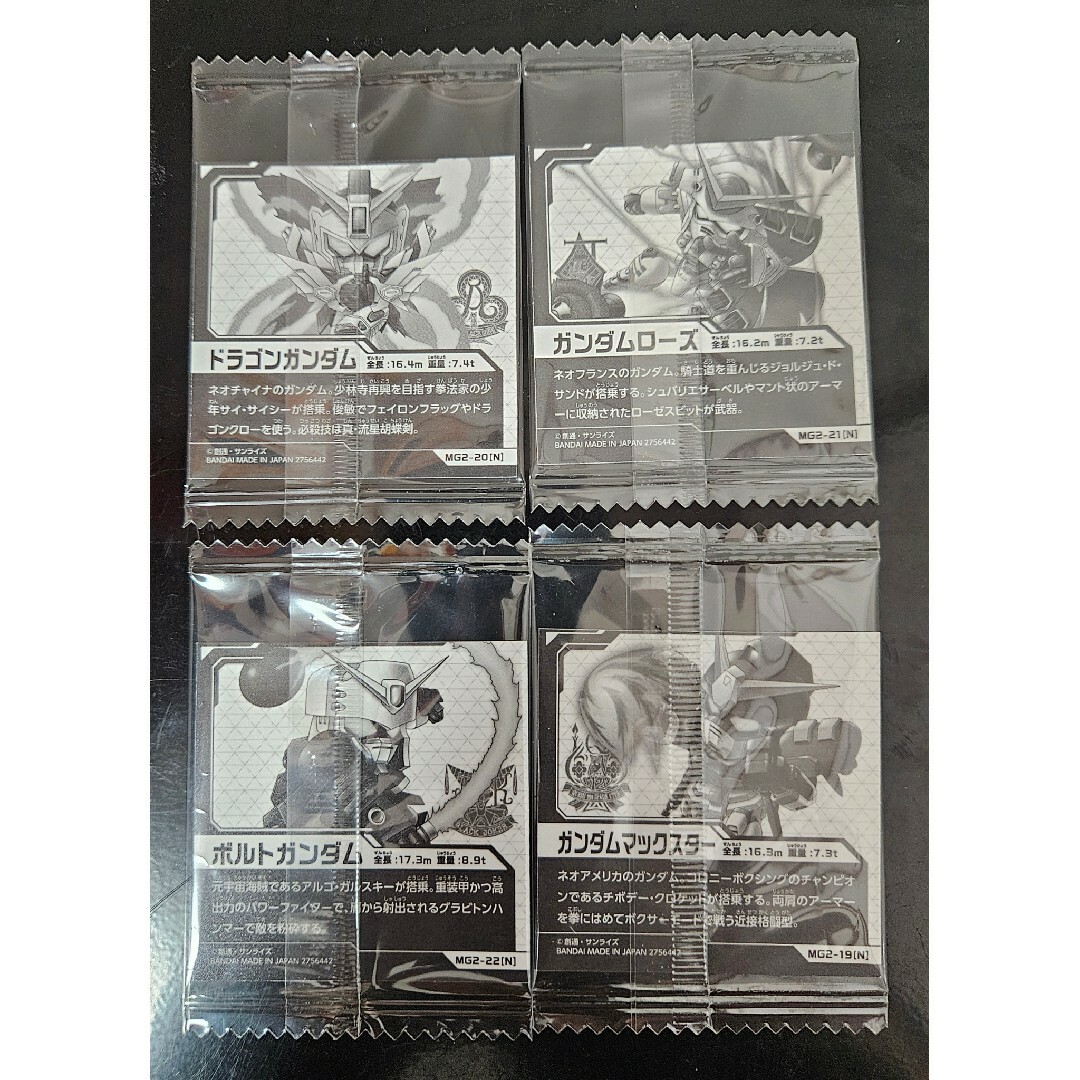 ドラゴンガンダム 全長:16.4m 重量:7.4t
ネオチャイナのガンダム。少林寺再興を目指す拳法家の少
年サイ・サイシーが搭乗。俊敏でフェイロンフラッグやドラ
ゴンクローを使う。必殺技は真・流星胡蝶剣。
©創通・サンライズ
BANDAI MADE IN JAPAN 2756442
MG2-20[N]
ガンダムローズ 全長:16.2m 重量:7.2t
ネオフランスのガンダム。騎士道を重んじるジョルジュ・ド・
サンドが搭乗する。シュバリエサーベルやマント状のアーマ
ーに収納されたローゼスビットが武器。
©創通・サンライズ
BANDAI MADE IN JAPAN 2756442
MG2-21[N]
ボルトガンダム 全長:17.3m 重量:8.9t
元宇宙海賊であるアルゴ・ガルスキーが搭乗。重装甲かつ高
出力のパワーファイターで、肩から射出されるグラビトンハ
ンマーで敵を粉砕する。
©創通・サンライズ
BANDAI MADE IN JAPAN 2756442
MG2-22[N]
ガンダムマックスター 全長:16.3m 重量:7.3t
ネオアメリカのガンダム。コロニーボクシングのチャンピオ
ンであるチボデー・クロケットが搭乗する。両肩のアーマー
を拳にはめてボクサーモードで戦う近接格闘型。
©創通・サンライズ
BANDAI MADE IN JAPAN 2756442
MG2-19[N]